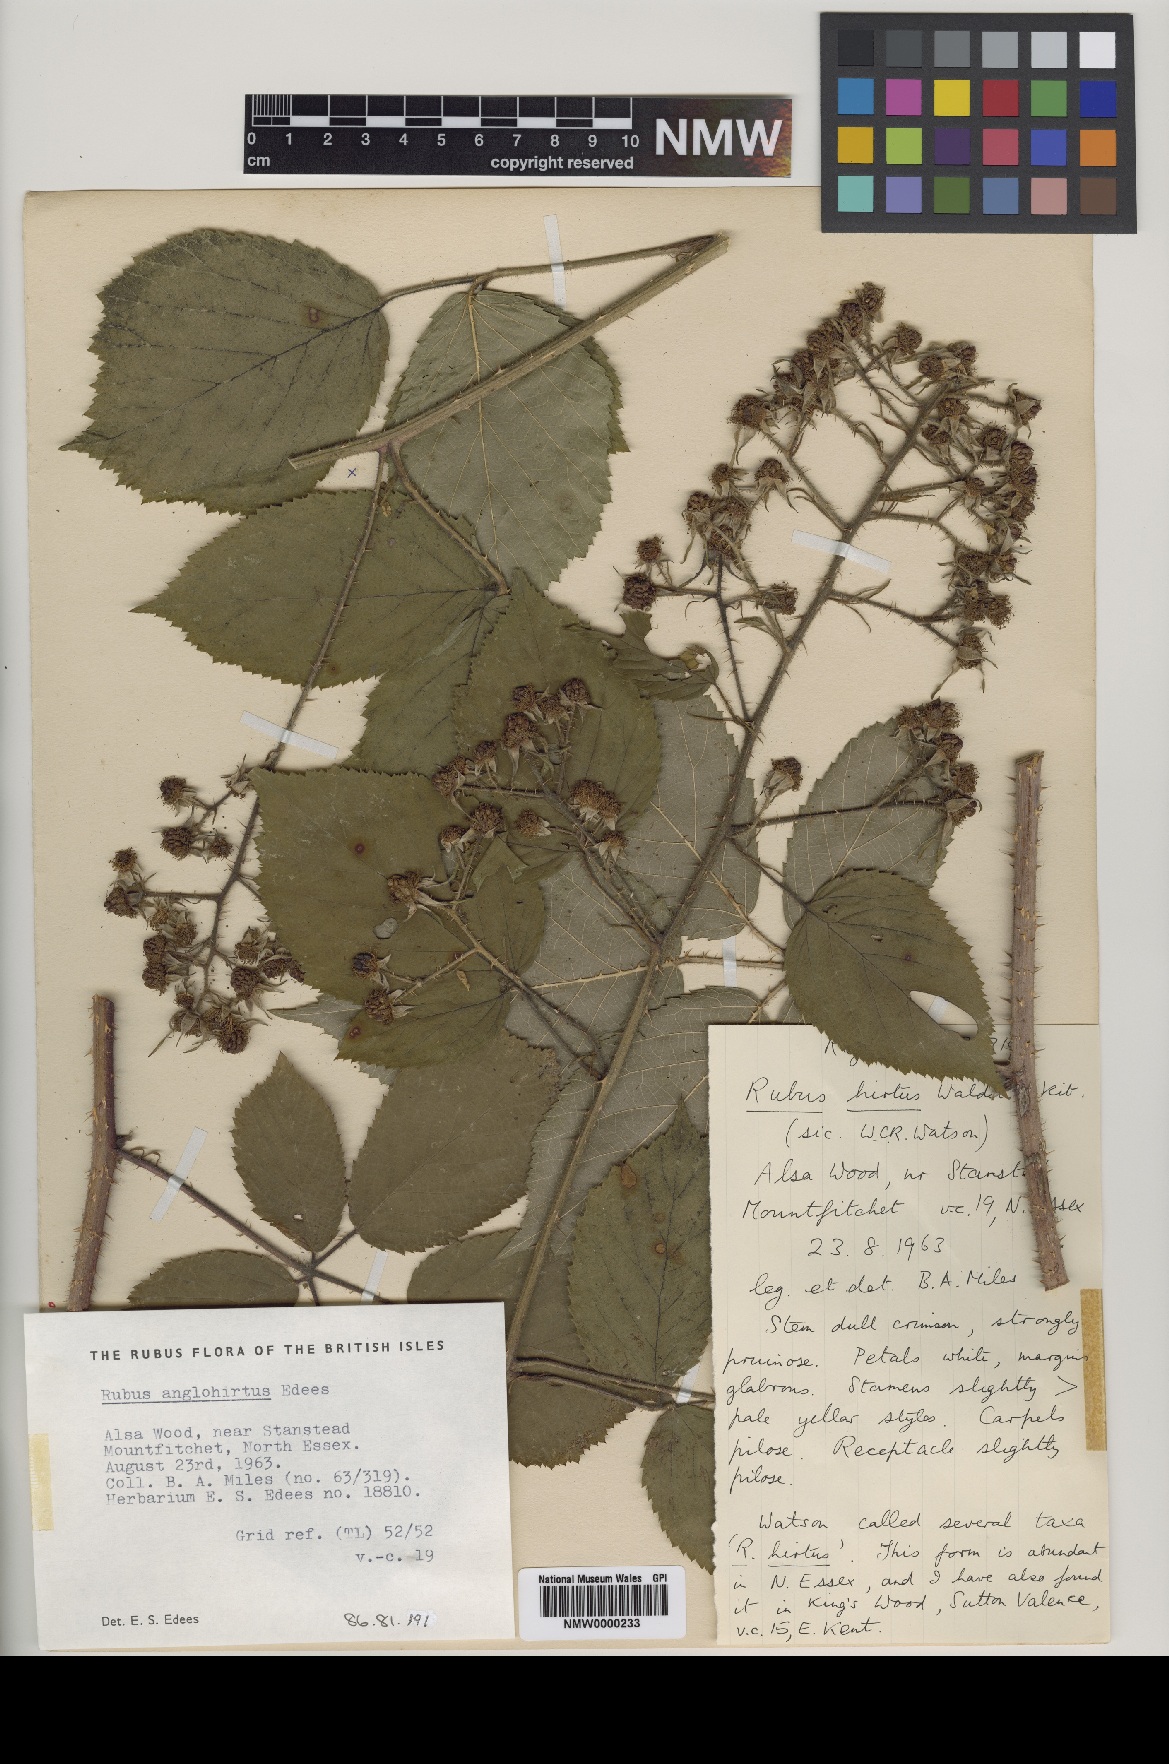 0 1 2 3 4 5 6 7 8 9 10
cm
copyright reserved
NMW
Rubus hirtus Waldst Kit.
(sic. W.C.R. Watson)
Alsa Wood, nr Stanst
Mountfitchet v.c. 19, N. Essex
23. 8. 1963
leg. et det. B.A. Miles
Stem dull crimson, strongly
pruinose. Petals white, margins
glabrous. Stamens slightly >
pale yellow styles. Carpels
pilose. Receptacle slightly
pilose.
Watson called several taxa
'R. hirtus'. This form is abundant
in N. Essex, and I have also found
it in King's Wood, Sutton Valence,
v.c. 15, E. Kent.
THE RUBUS FLORA OF THE BRITISH ISLES
Rubus anglohirtus Edees
Alsa Wood, near Stanstead
Mountfitchet, North Essex.
August 23rd, 1963.
Coll. B. A. Miles (no. 63/319).
Herbarium E. S. Edees no. 18810.
Grid ref. (TL) 52/52
v.-c. 19
Det. E. S. Edees
86.81.191
National Museum Wales GPI
NMW0000233